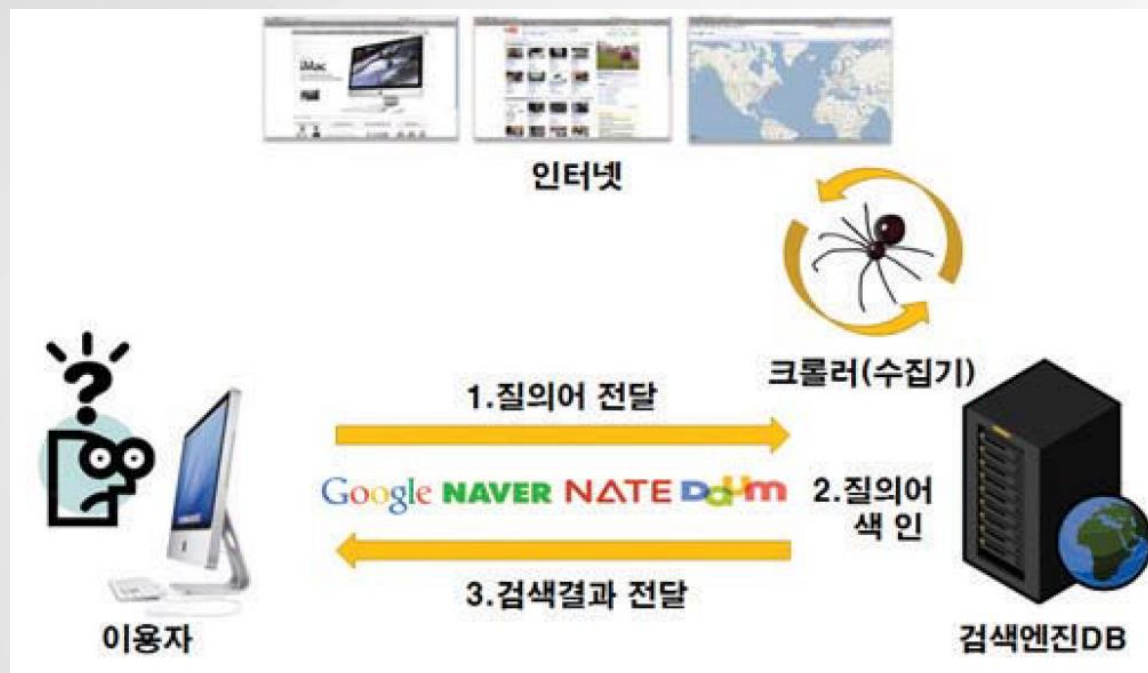 iMac
인터넷
크롤러(수집기)
1.질의어 전달
Google NAVER NATE Daum
2.질의어
색 인
3.검색결과 전달
이용자
검색엔진DB